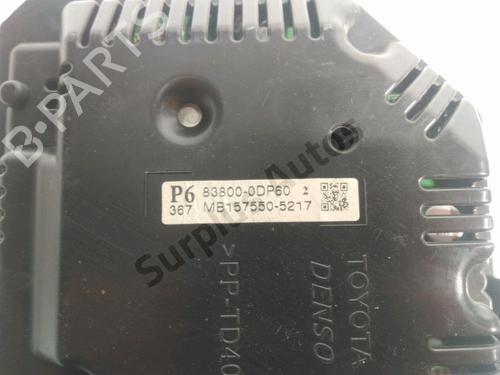 P6 83800-0DP60 2
367 MB157550-5217
>PP-TD40
TOYOTA
DENSO
B-PARTS
Surplus Autos